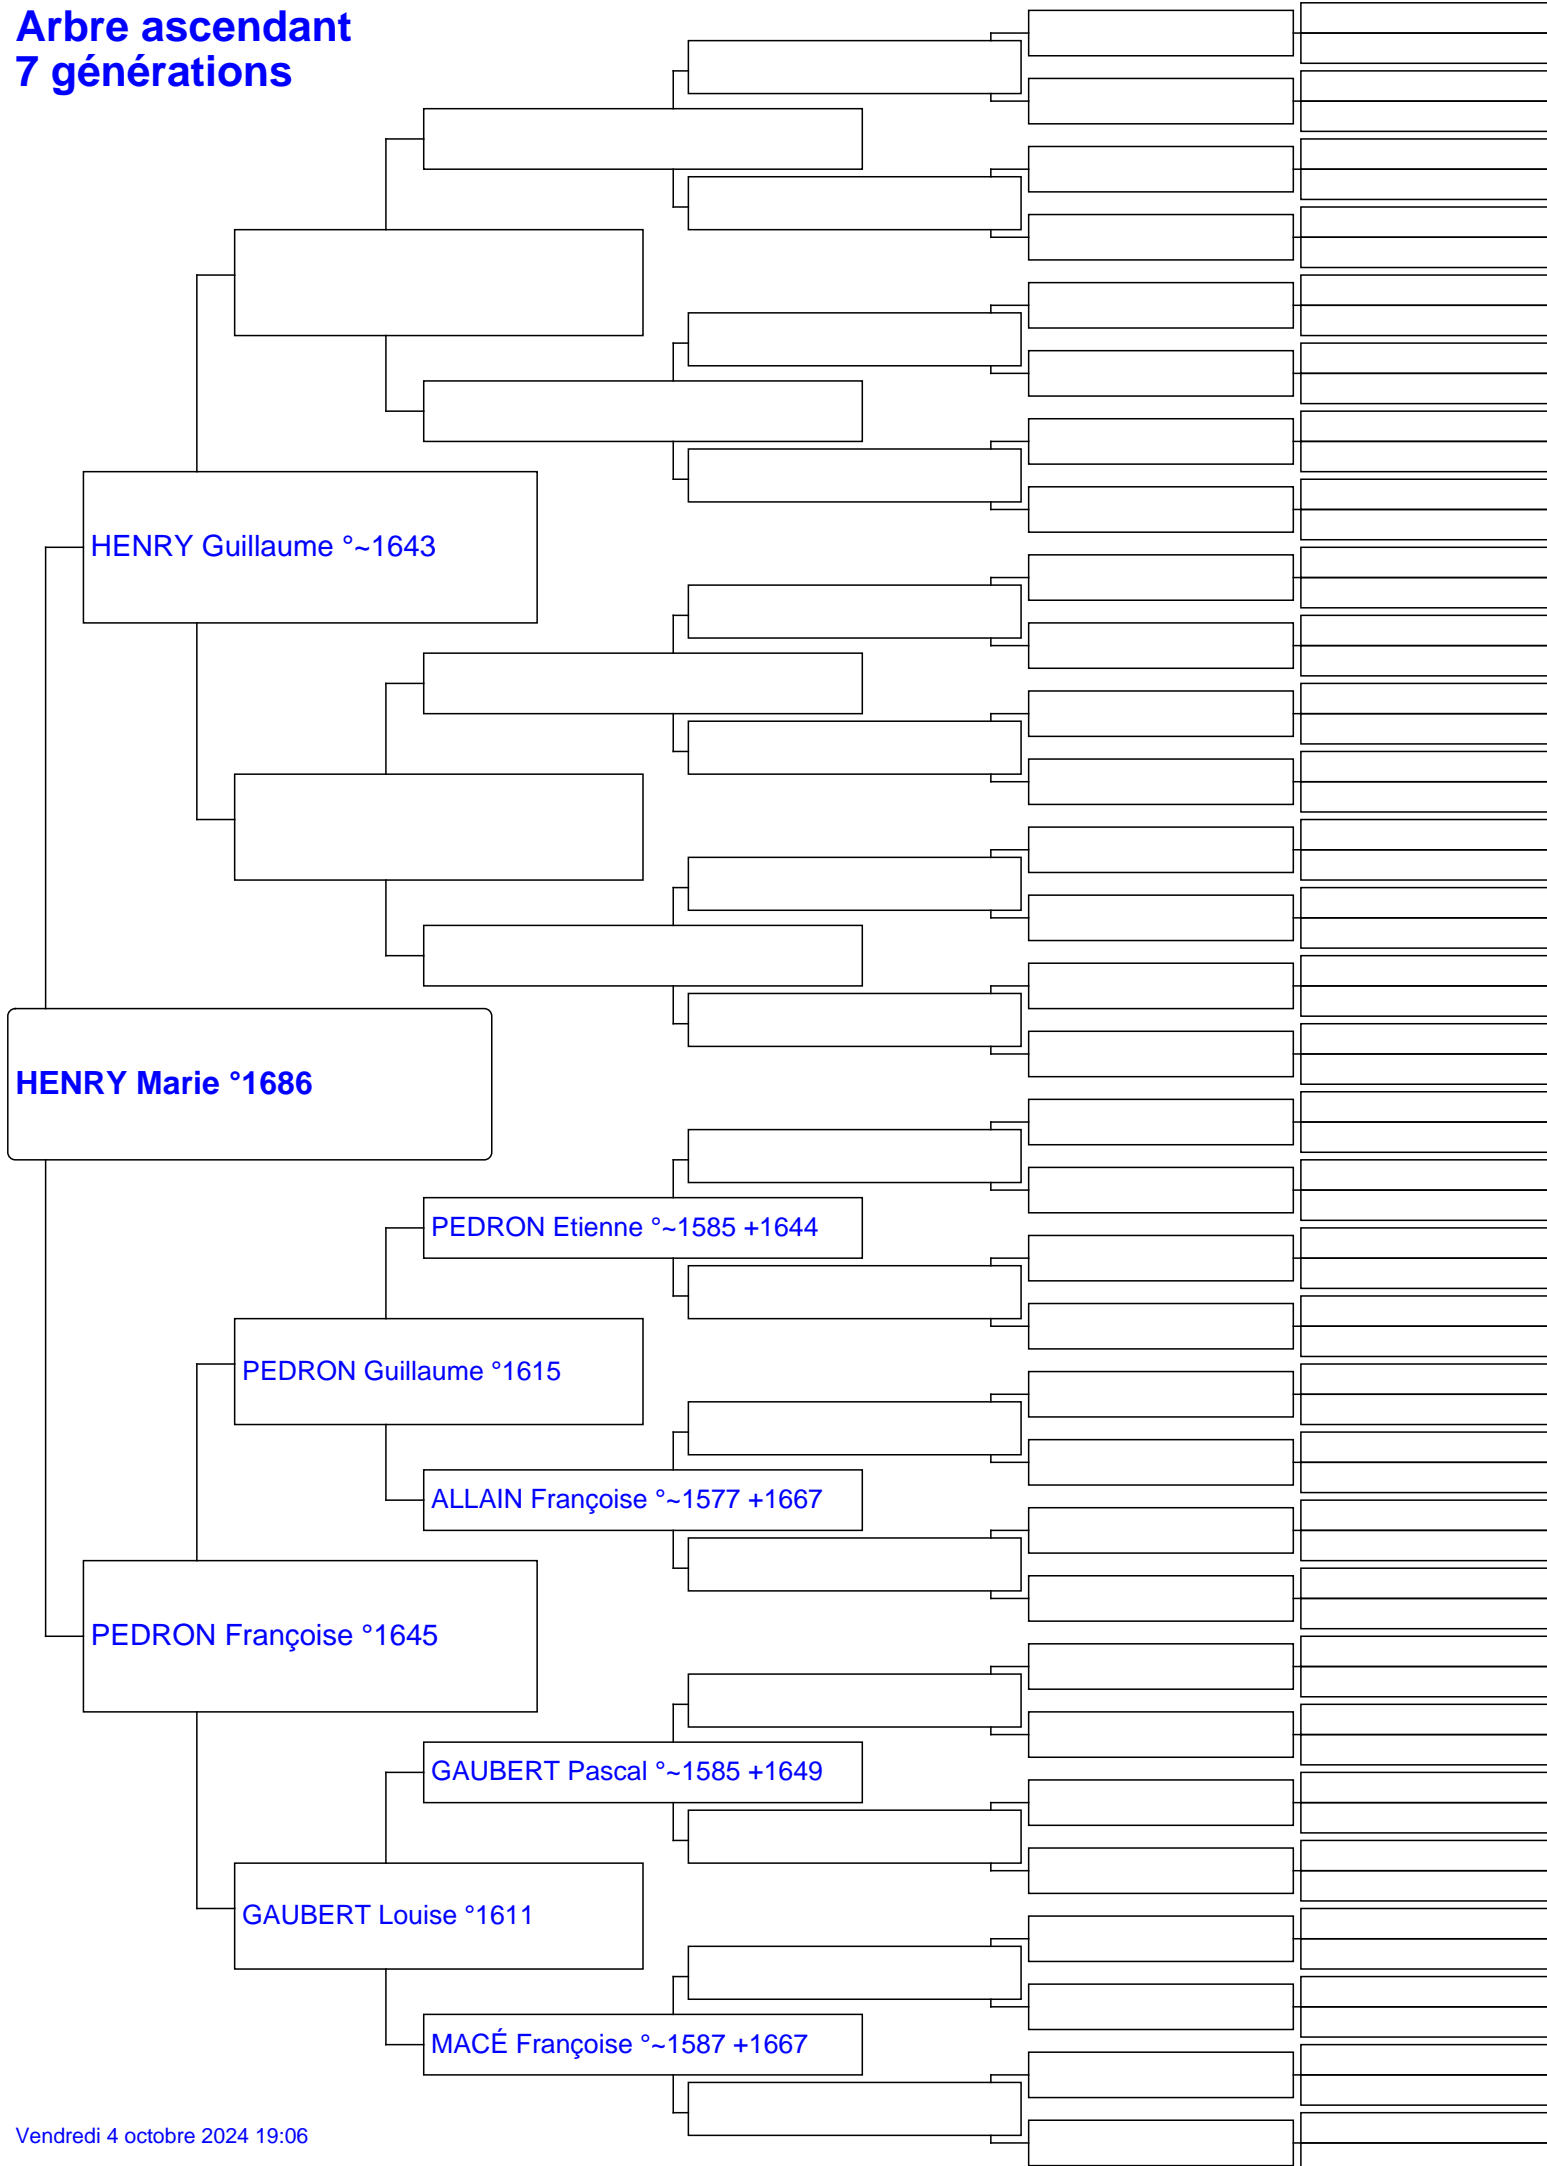 Arbre ascendant
7 générations
HENRY Guillaume °~1643
HENRY Marie °1686
PEDRON Etienne °~1585 +1644
PEDRON Guillaume °1615
ALLAIN Françoise °~1577 +1667
PEDRON Françoise °1645
GAUBERT Pascal °~1585 +1649
GAUBERT Louise °1611
MACÉ Françoise °~1587 +1667
Vendredi 4 octobre 2024 19:06